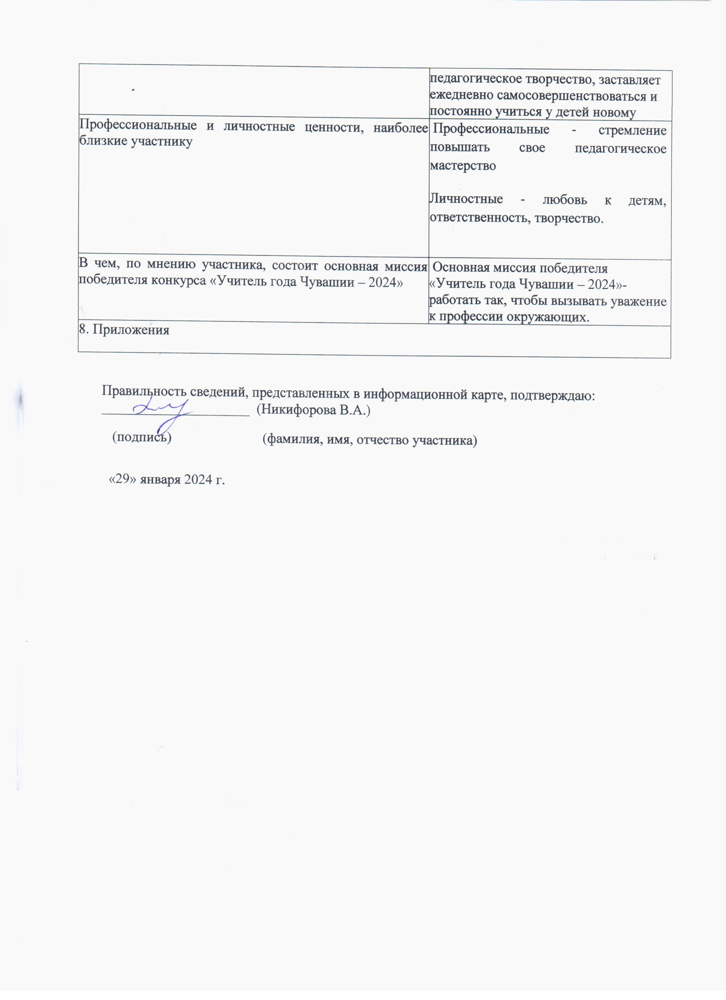 педагогическое творчество, заставляет
ежедневно самосовершенствоваться и
постоянно учиться у детей новому
Профессиональные и личностные ценности, наиболее
близкие участнику
Профессиональные - стремление
повышать свое педагогическое
мастерство
Личностные - любовь к детям,
ответственность, творчество.
В чем, по мнению участника, состоит основная миссия
победителя конкурса «Учитель года Чувашии – 2024»
Основная миссия победителя
«Учитель года Чувашии – 2024»-
работать так, чтобы вызывать уважение
к профессии окружающих.
8. Приложения
Правильность сведений, представленных в информационной карте, подтверждаю:
(Никифорова В.А.)
(подпись) (фамилия, имя, отчество участника)
«29» января 2024 г.